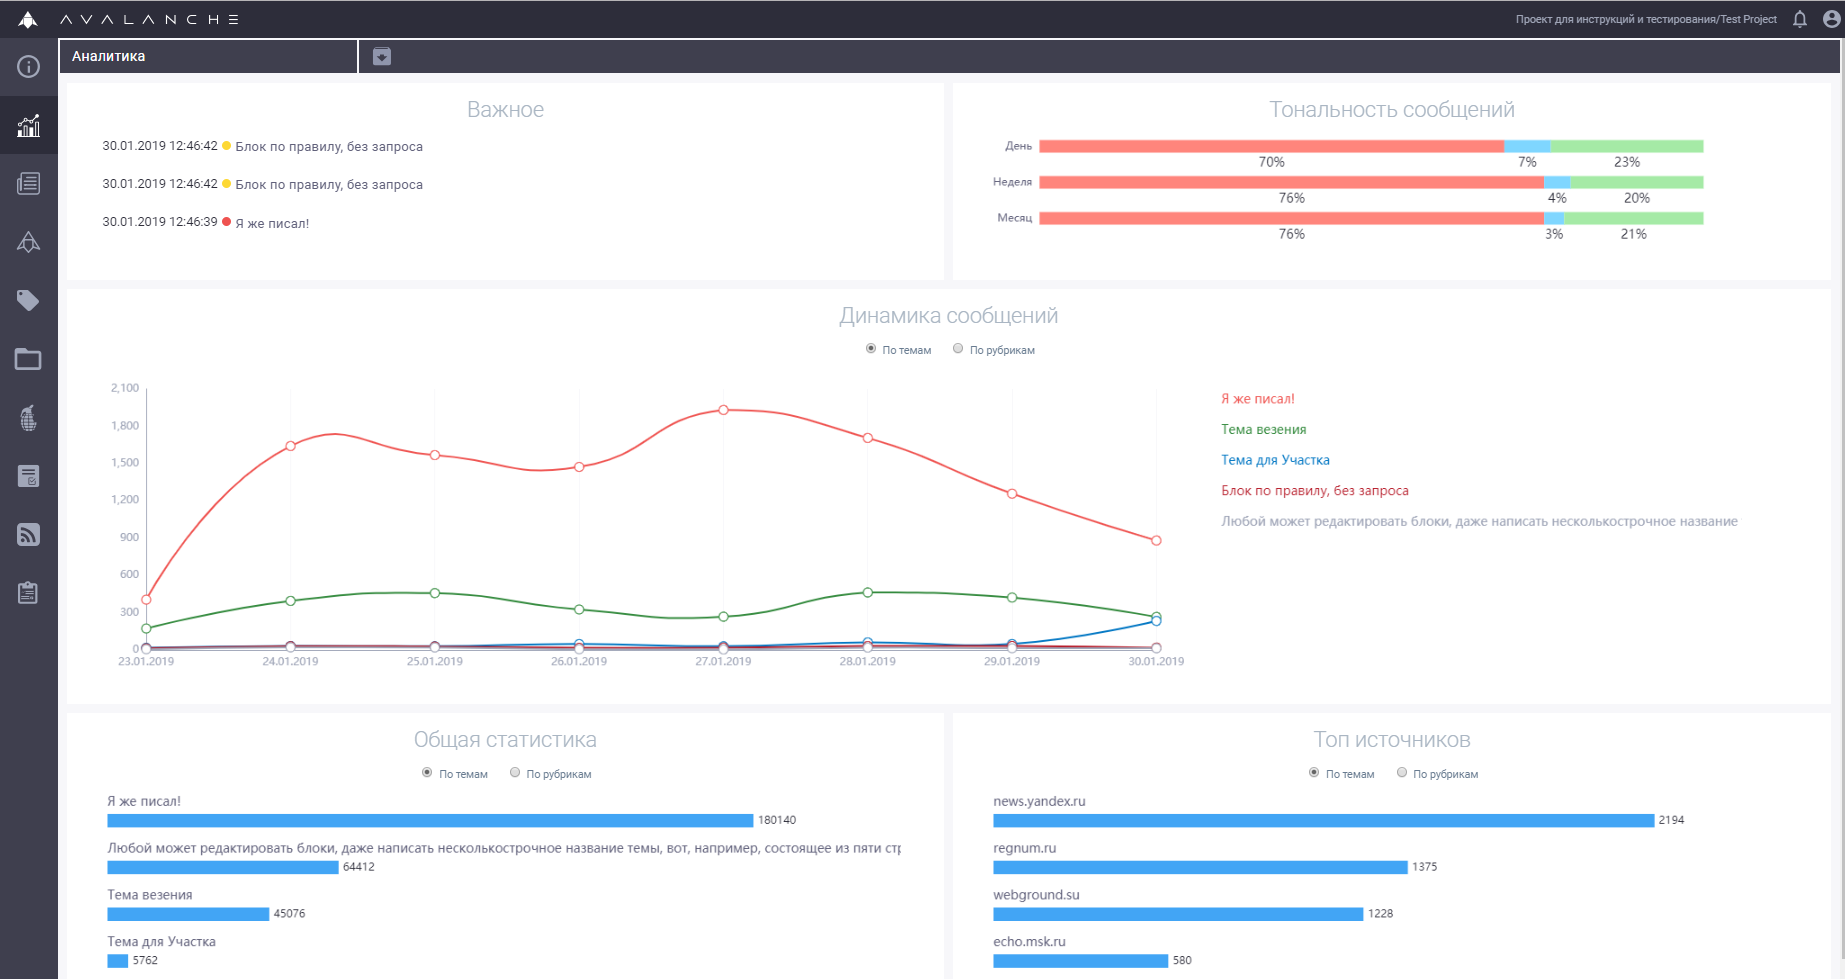 AVALANCHE
Проект для инструкций и тестирования/Test Project
Аналитика
Важное
30.01.2019 12:46:42 Блок по правилу, без запроса
30.01.2019 12:46:42 Блок по правилу, без запроса
30.01.2019 12:46:39 Я же писал!
Тональность сообщений
День
70% 7% 23%
Неделя
76% 4% 20%
Месяц
76% 3% 21%
Динамика сообщений
По темам По рубрикам
2,100
1,800
1,500
1,200
900
600
300
0
23.01.2019 24.01.2019 25.01.2019 26.01.2019 27.01.2019 28.01.2019 29.01.2019 30.01.2019
Я же писал!
Тема везения
Тема для Участка
Блок по правилу, без запроса
Любой может редактировать блоки, даже написать несколькострочное название
Общая статистика
По темам По рубрикам
Я же писал!
180140
Любой может редактировать блоки, даже написать несколькострочное название темы, вот, например, состоящее из пяти стр
64412
Тема везения
45076
Тема для Участка
5762
Топ источников
По темам По рубрикам
news.yandex.ru
2194
regnum.ru
1375
webground.su
1228
echo.msk.ru
580